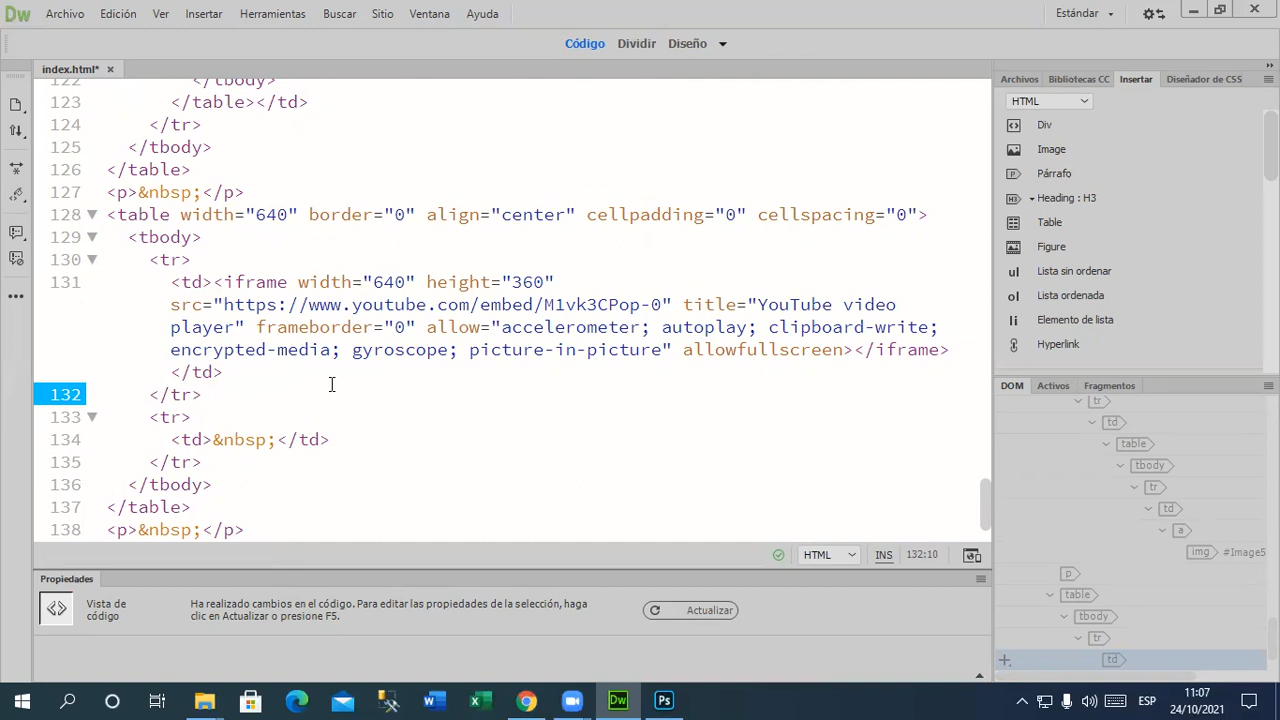 Dw Archivo Edición Ver Insertar Herramientas Buscar Sitio Ventana Ayuda Estándar
Código Dividir Diseño
index.html*
Archivos Bibliotecas CC Insertar Diseñador de CSS
122 </tbody>
123 </table></td>
124 </tr>
125 </tbody>
126 </table>
127 <p>&nbsp;</p>
128 <table width="640" border="0" align="center" cellpadding="0" cellspacing="0">
129 <tbody>
130 <tr>
131 <td><iframe width="640" height="360"
src="https://www.youtube.com/embed/M1vk3CPop-0" title="YouTube video
player" frameborder="0" allow="accelerometer; autoplay; clipboard-write;
encrypted-media; gyroscope; picture-in-picture" allowfullscreen></iframe>
</td>
132 </tr>
133 <tr>
134 <td>&nbsp;</td>
135 </tr>
136 </tbody>
137 </table>
138 <p>&nbsp;</p>
HTML INS 132:10
HTML
Div
Image
Párrafo
Heading : H3
Table
Figure
ul Lista sin ordenar
ol Lista ordenada
li Elemento de lista
Hyperlink
DOM Activos Fragmentos
tr
td
table
tbody
tr
td
a
img #Image5
p
table
tbody
tr
td
Propiedades
Vista de
código
Ha realizado cambios en el código. Para editar las propiedades de la selección, haga
clic en Actualizar o presione F5.
Actualizar
Dw Ps
ESP
11:07
24/10/2021